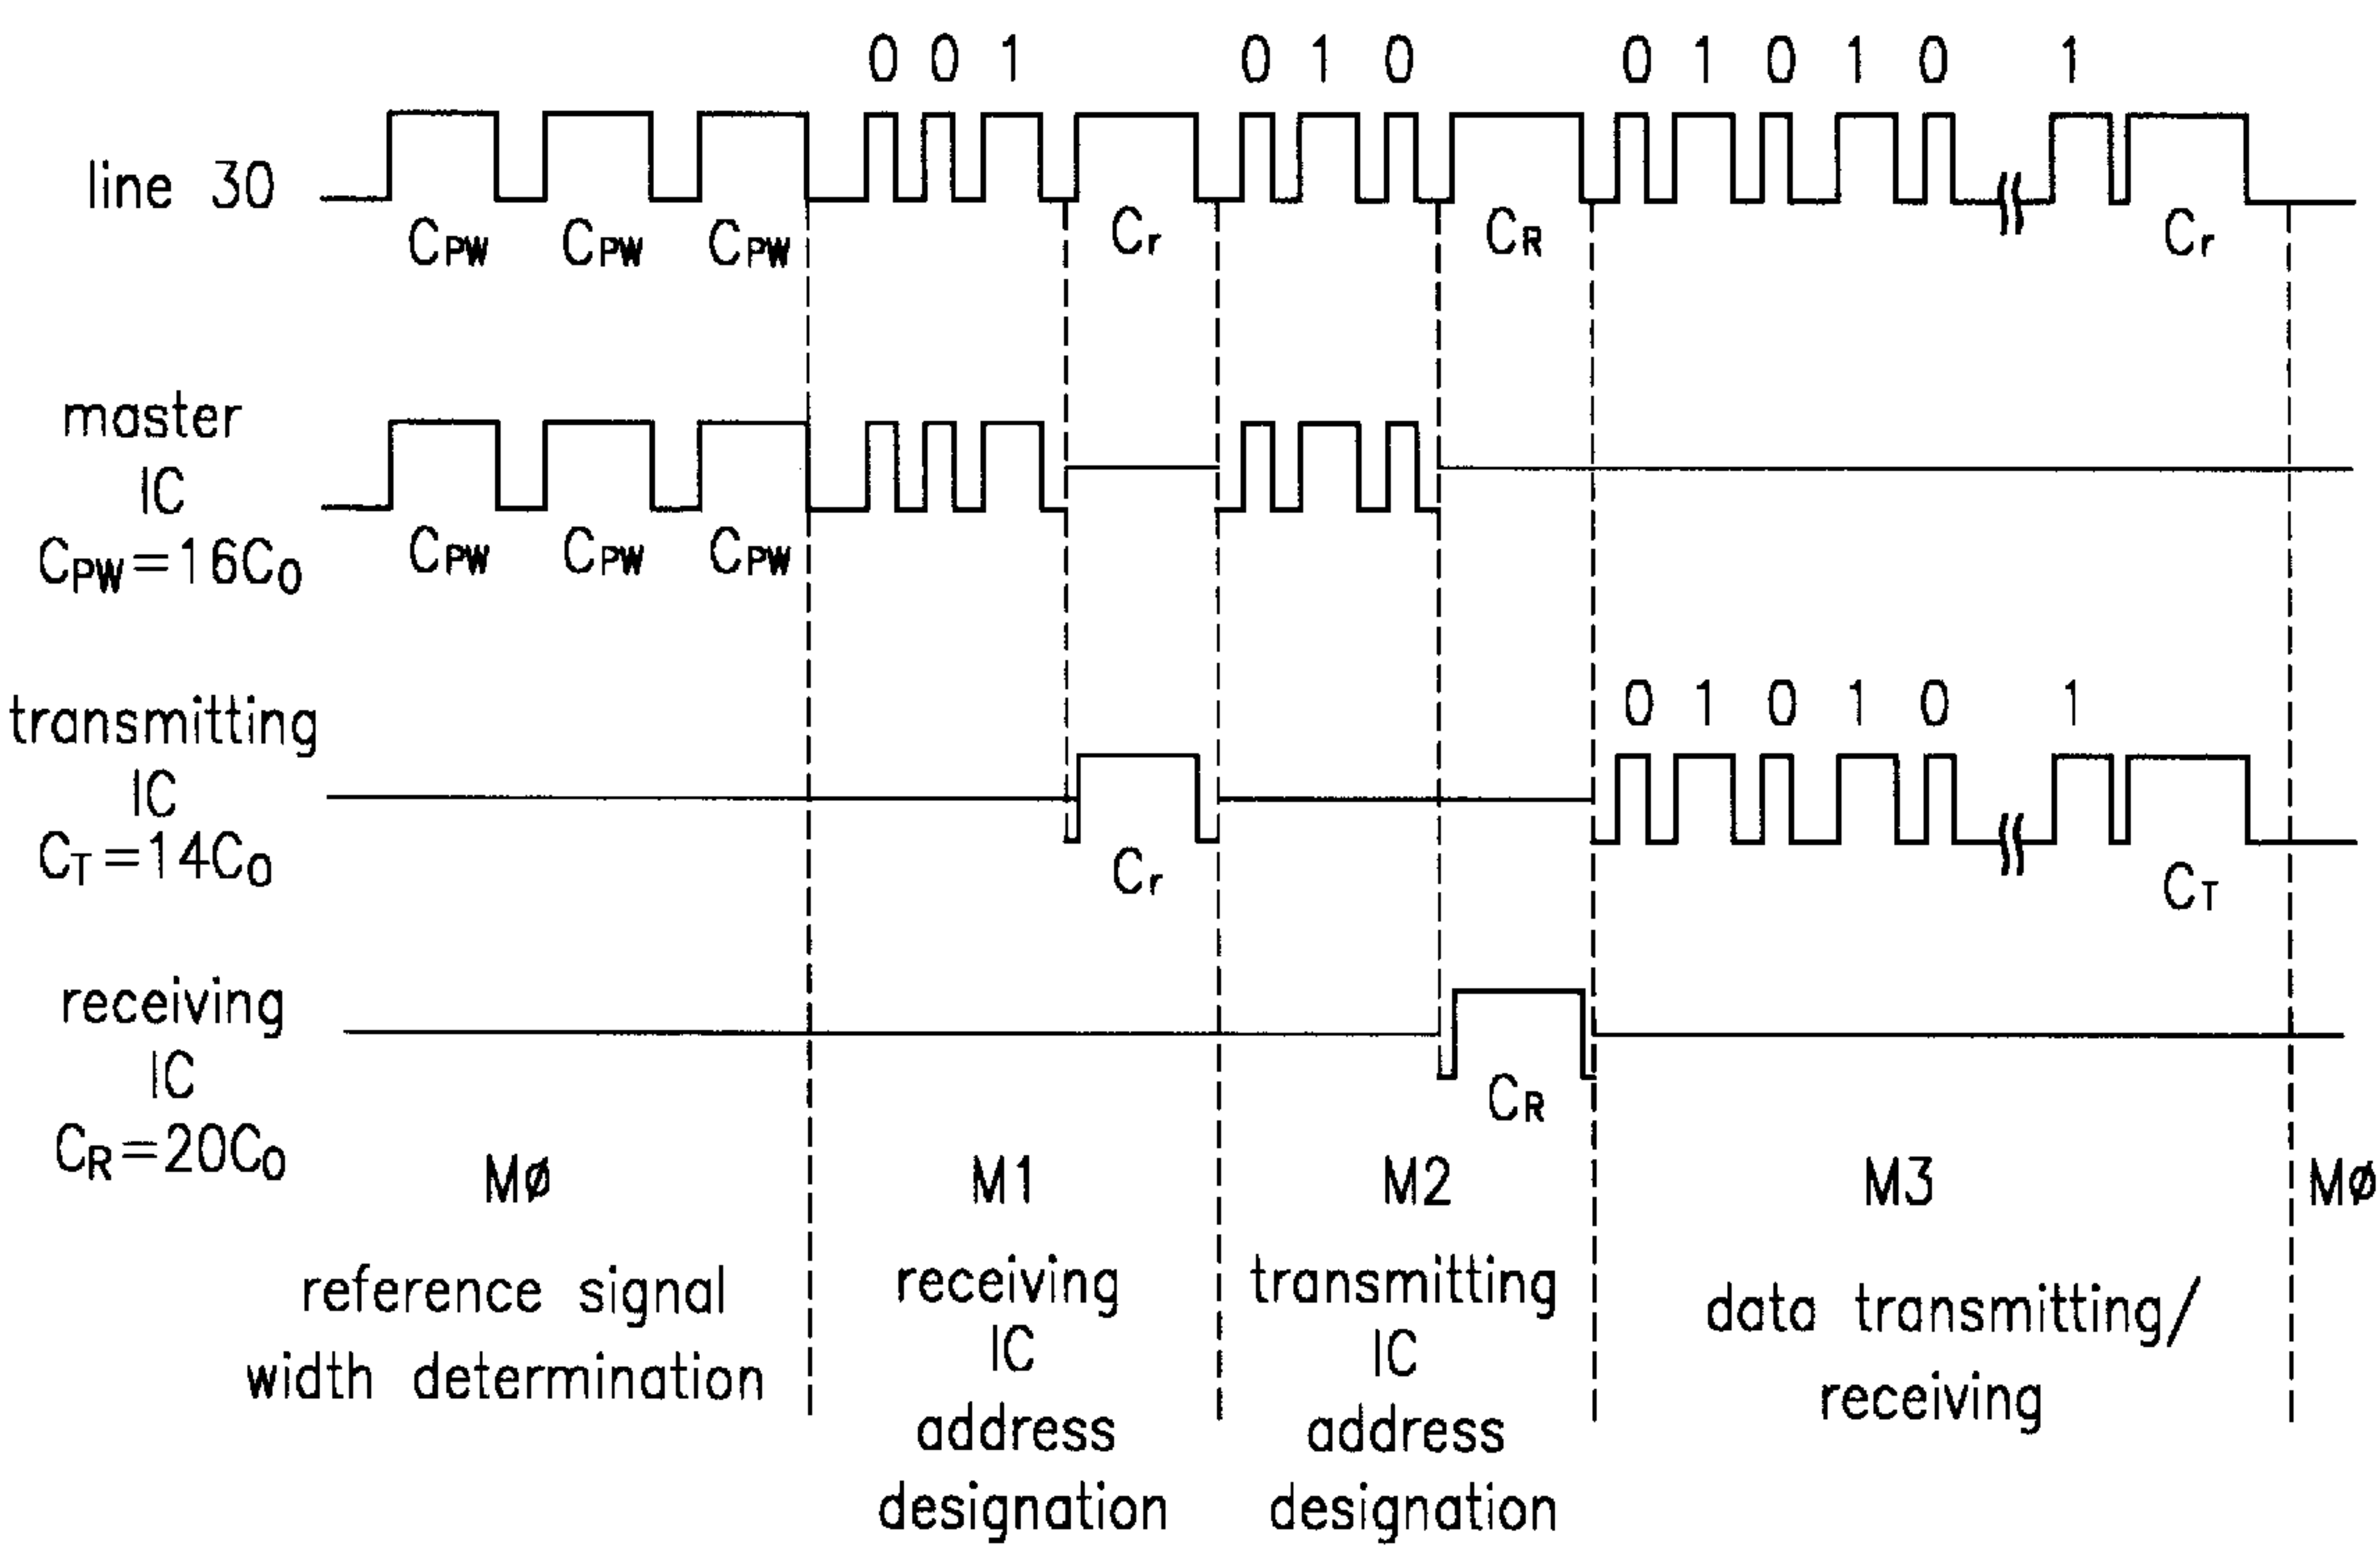 0 0 1 0 1 0 0 1 0 1 0 1
line 30
CPW CPW CPW Cr CR Cr
master
IC
CPW=16C0
CPW CPW CPW
0 1 0 1 0 1
transmitting
IC
CT=14C0
Cr CT
receiving
IC
CR=20C0
CR
MØ M1 M2 M3 MØ
reference signal
width determination
receiving
IC
address
designation
transmitting
IC
address
designation
data transmitting/
receiving